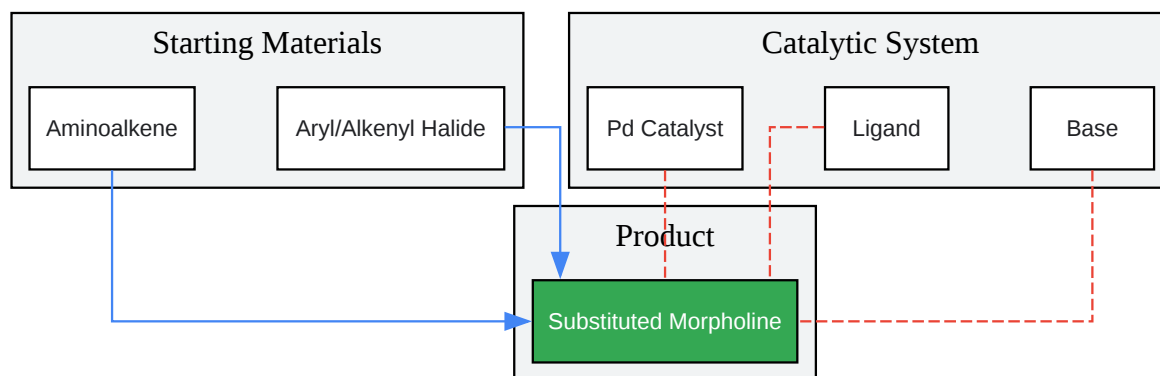 Starting Materials
Catalytic System
Aminoalkene
Aryl/Alkenyl Halide
Pd Catalyst
Ligand
Base
Product
Substituted Morpholine